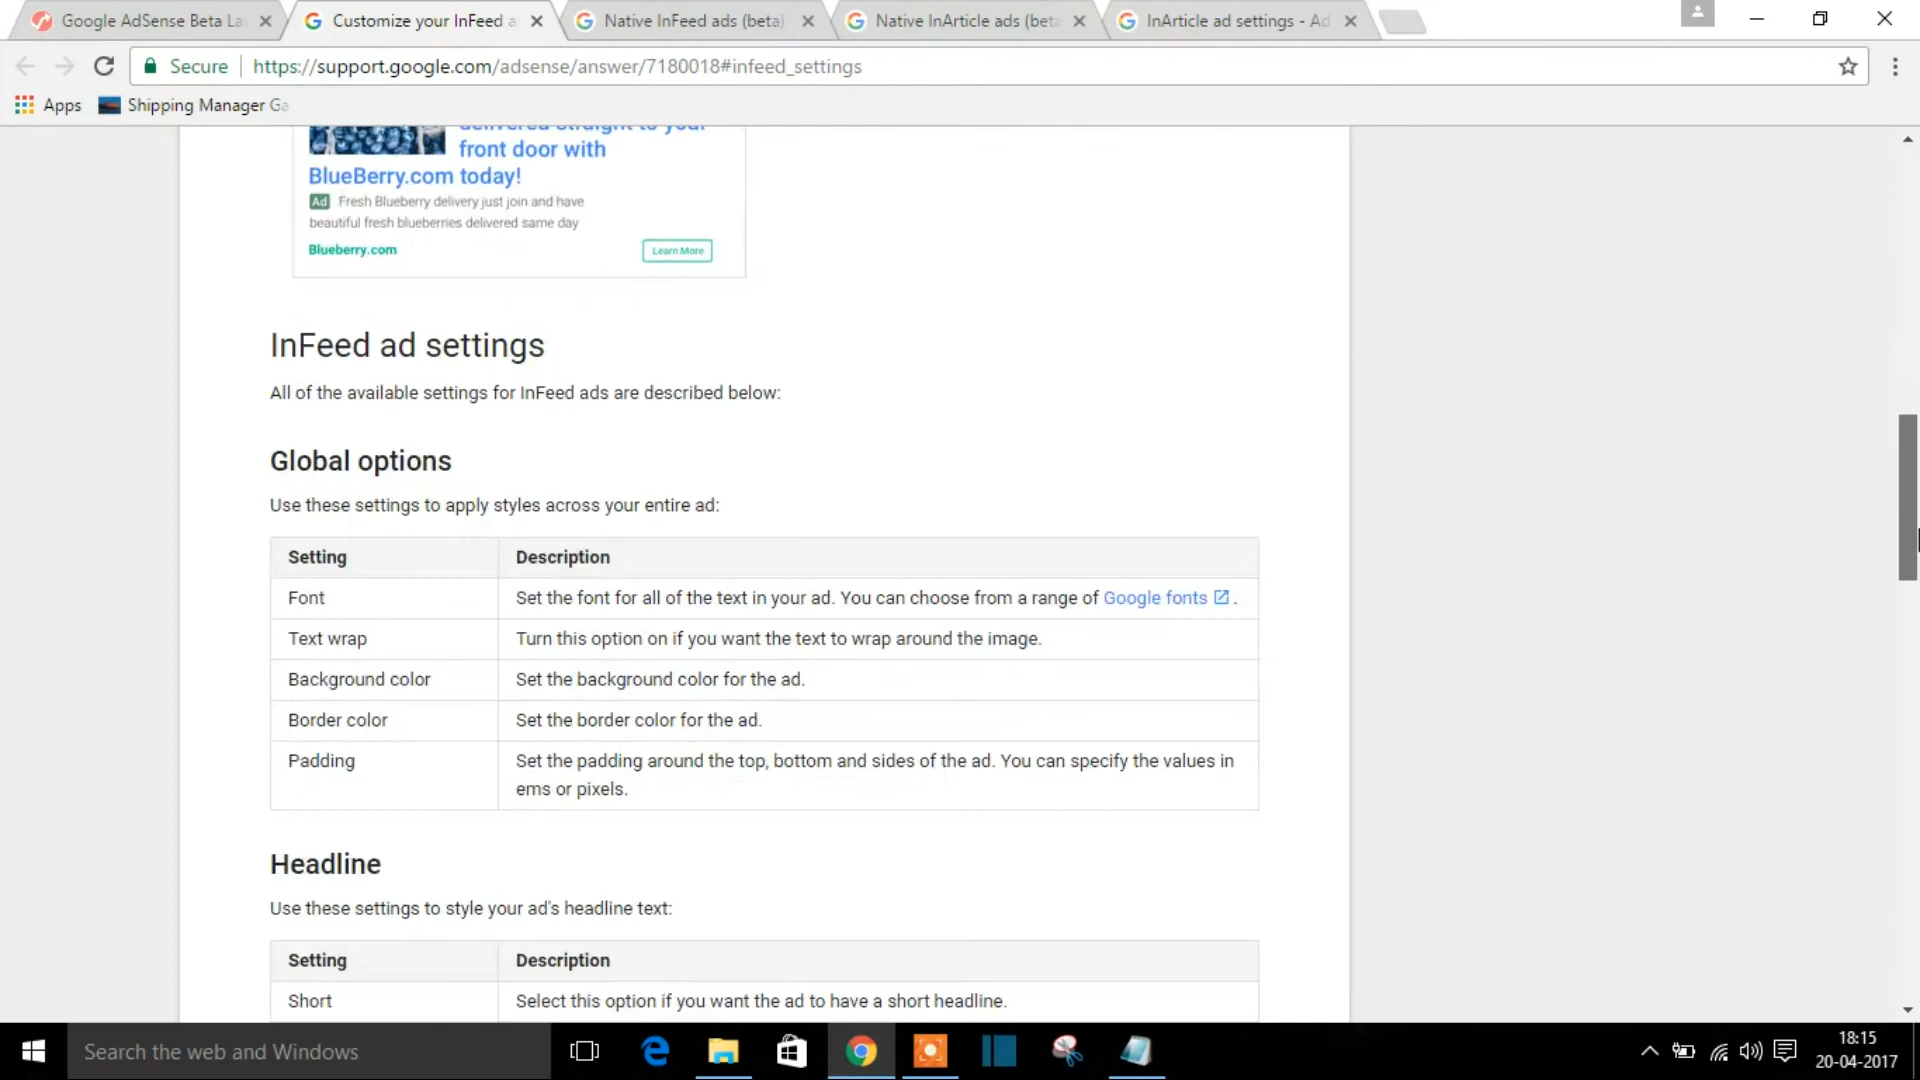 Google AdSense Beta La
Customize your InFeed a
Native InFeed ads (beta)
Native InArticle ads (beta
InArticle ad settings - Ad
Secure
https://support.google.com/adsense/answer/7180018#infeed_settings
Apps
Shipping Manager Ga
delivered straight to your
front door with
BlueBerry.com today!
Ad Fresh Blueberry delivery just join and have
beautiful fresh blueberries delivered same day
Blueberry.com
Learn More
InFeed ad settings
All of the available settings for InFeed ads are described below:
Global options
Use these settings to apply styles across your entire ad:
Setting Description
Font Set the font for all of the text in your ad. You can choose from a range of Google fonts .
Text wrap Turn this option on if you want the text to wrap around the image.
Background color Set the background color for the ad.
Border color Set the border color for the ad.
Padding Set the padding around the top, bottom and sides of the ad. You can specify the values in
ems or pixels.
Headline
Use these settings to style your ad's headline text:
Setting Description
Short Select this option if you want the ad to have a short headline.
Search the web and Windows
18:15
20-04-2017